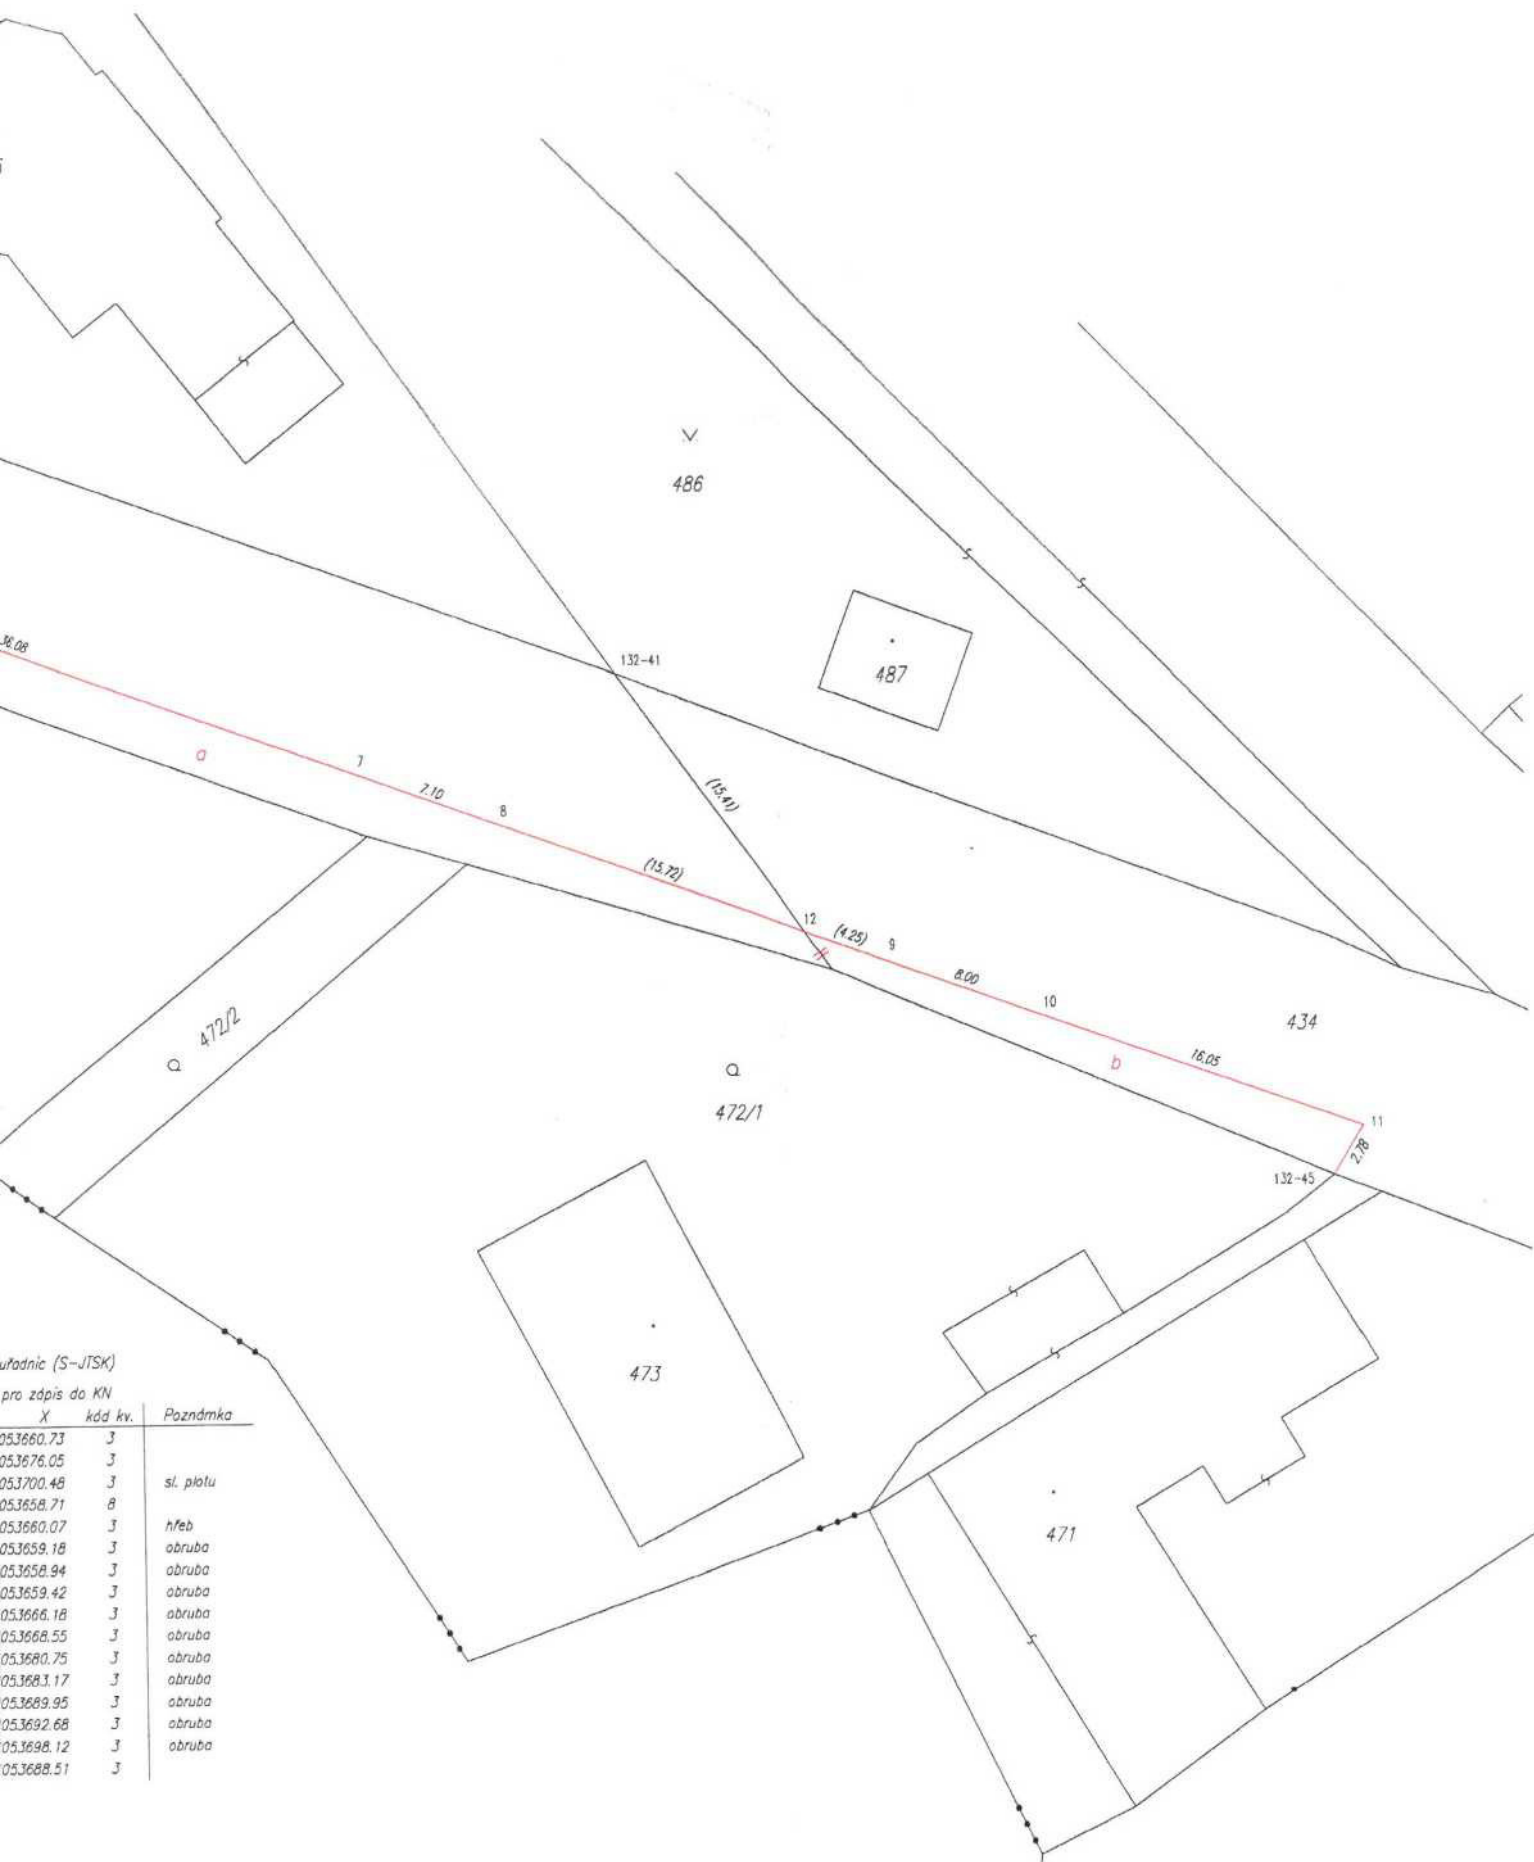 486
36.08
132-41
487
a
7
7.10
8
(15.41)
(15.72)
12
(4.25)
9
8.00
10
434
472/2
16.05
b
472/1
11
2.78
132-45
473
(S-JTSK)
pro zápis do KN
X kód kv. Poznámka
053660.73 3
053676.05 3
053700.48 3 sl. plotu
053658.71 8
053660.07 3 hřeb
053659.18 3 obruba
053658.94 3 obruba
053659.42 3 obruba
053666.18 3 obruba
053668.55 3 obruba
053680.75 3 obruba
053683.17 3 obruba
053689.95 3 obruba
053692.68 3 obruba
053698.12 3 obruba
053688.51 3
471